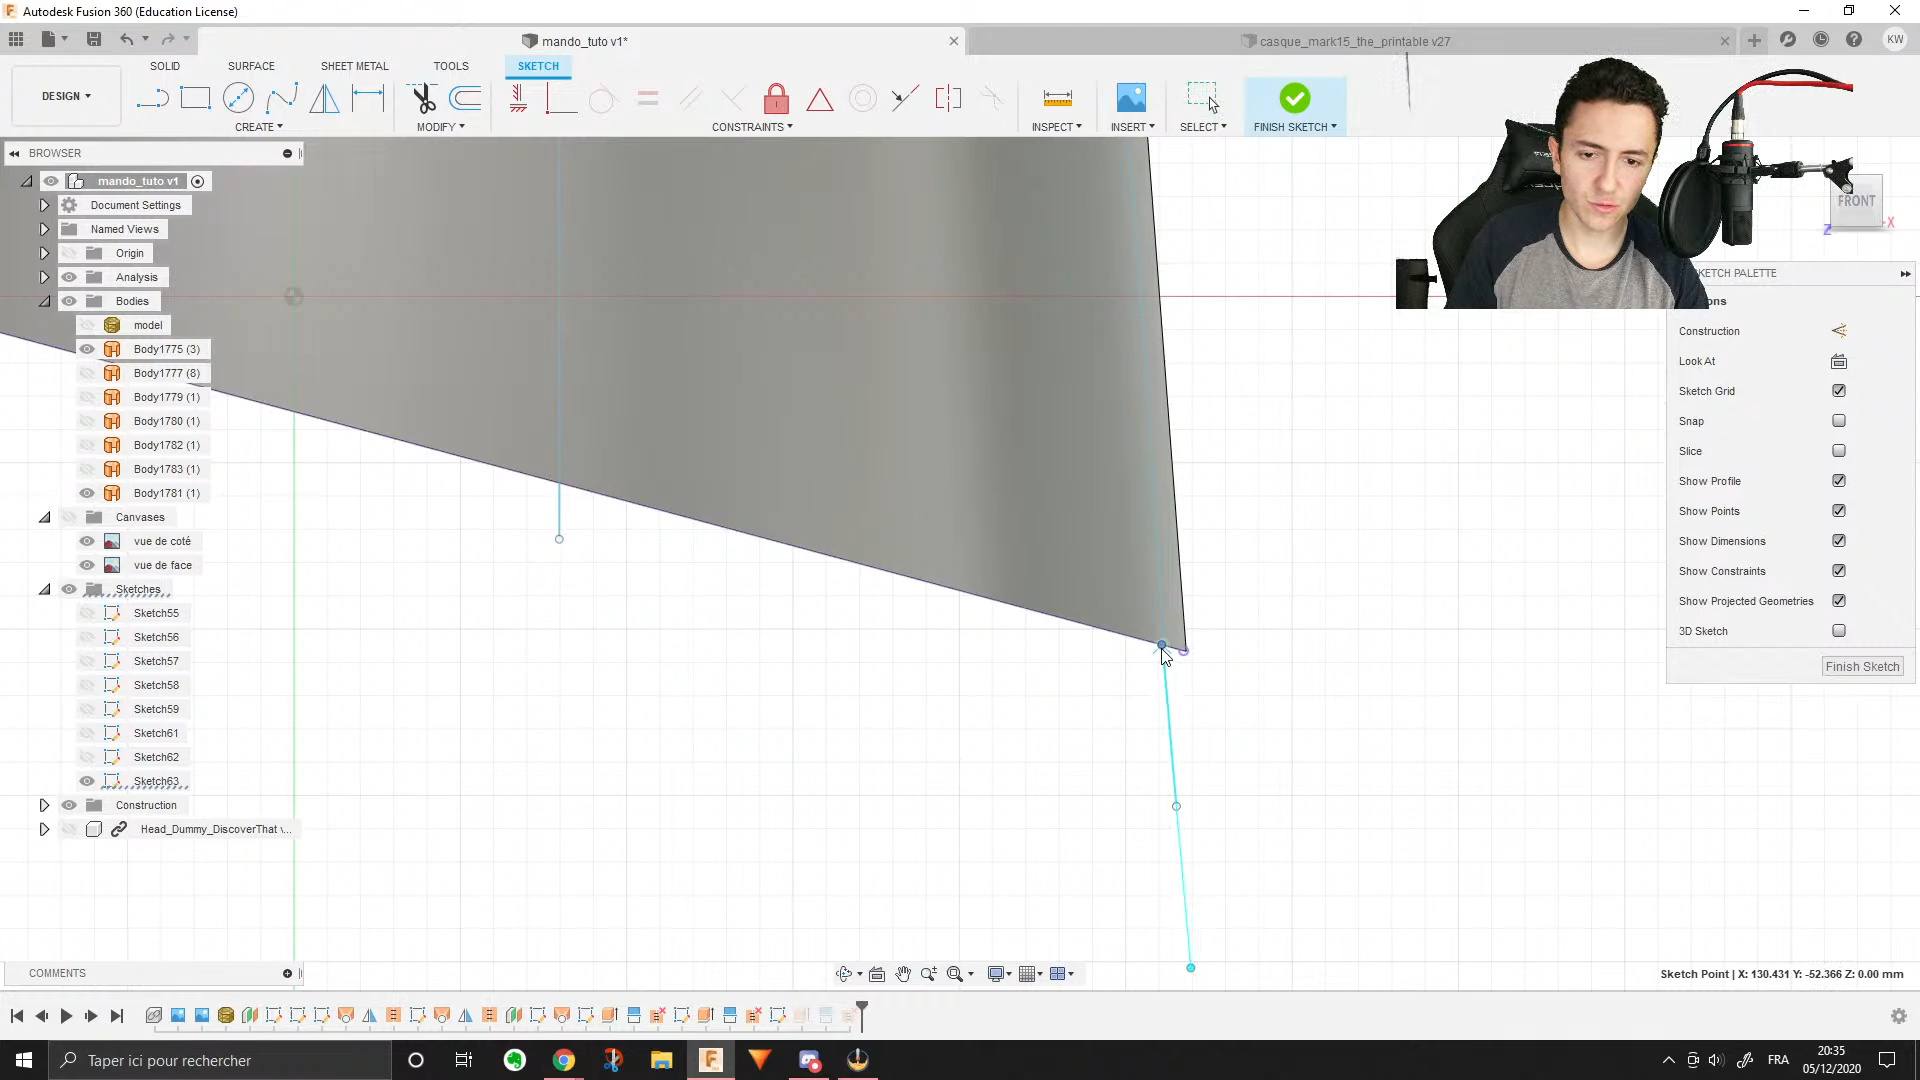 Autodesk Fusion 360 (Education License)
mando_tuto v1*
casque_mark15_the_printable v27
KW
DESIGN
SOLID
SURFACE
SHEET METAL
TOOLS
SKETCH
CREATE
MODIFY
CONSTRAINTS
INSPECT
INSERT
SELECT
FINISH SKETCH
BROWSER
mando_tuto v1
Document Settings
Named Views
Origin
Analysis
Bodies
model
Body1775 (3)
Body1777 (8)
Body1779 (1)
Body1780 (1)
Body1782 (1)
Body1783 (1)
Body1781 (1)
Canvases
vue de coté
vue de face
Sketches
Sketch55
Sketch56
Sketch57
Sketch58
Sketch59
Sketch61
Sketch62
Sketch63
Construction
Head_Dummy_DiscoverThat v...
FRONT
X
Z
KETCH PALETTE
ons
Construction
Look At
Sketch Grid
Snap
Slice
Show Profile
Show Points
Show Dimensions
Show Constraints
Show Projected Geometries
3D Sketch
Finish Sketch
COMMENTS
Sketch Point | X: 130.431 Y: -52.366 Z: 0.00 mm
Taper ici pour rechercher
FRA
20:35
05/12/2020